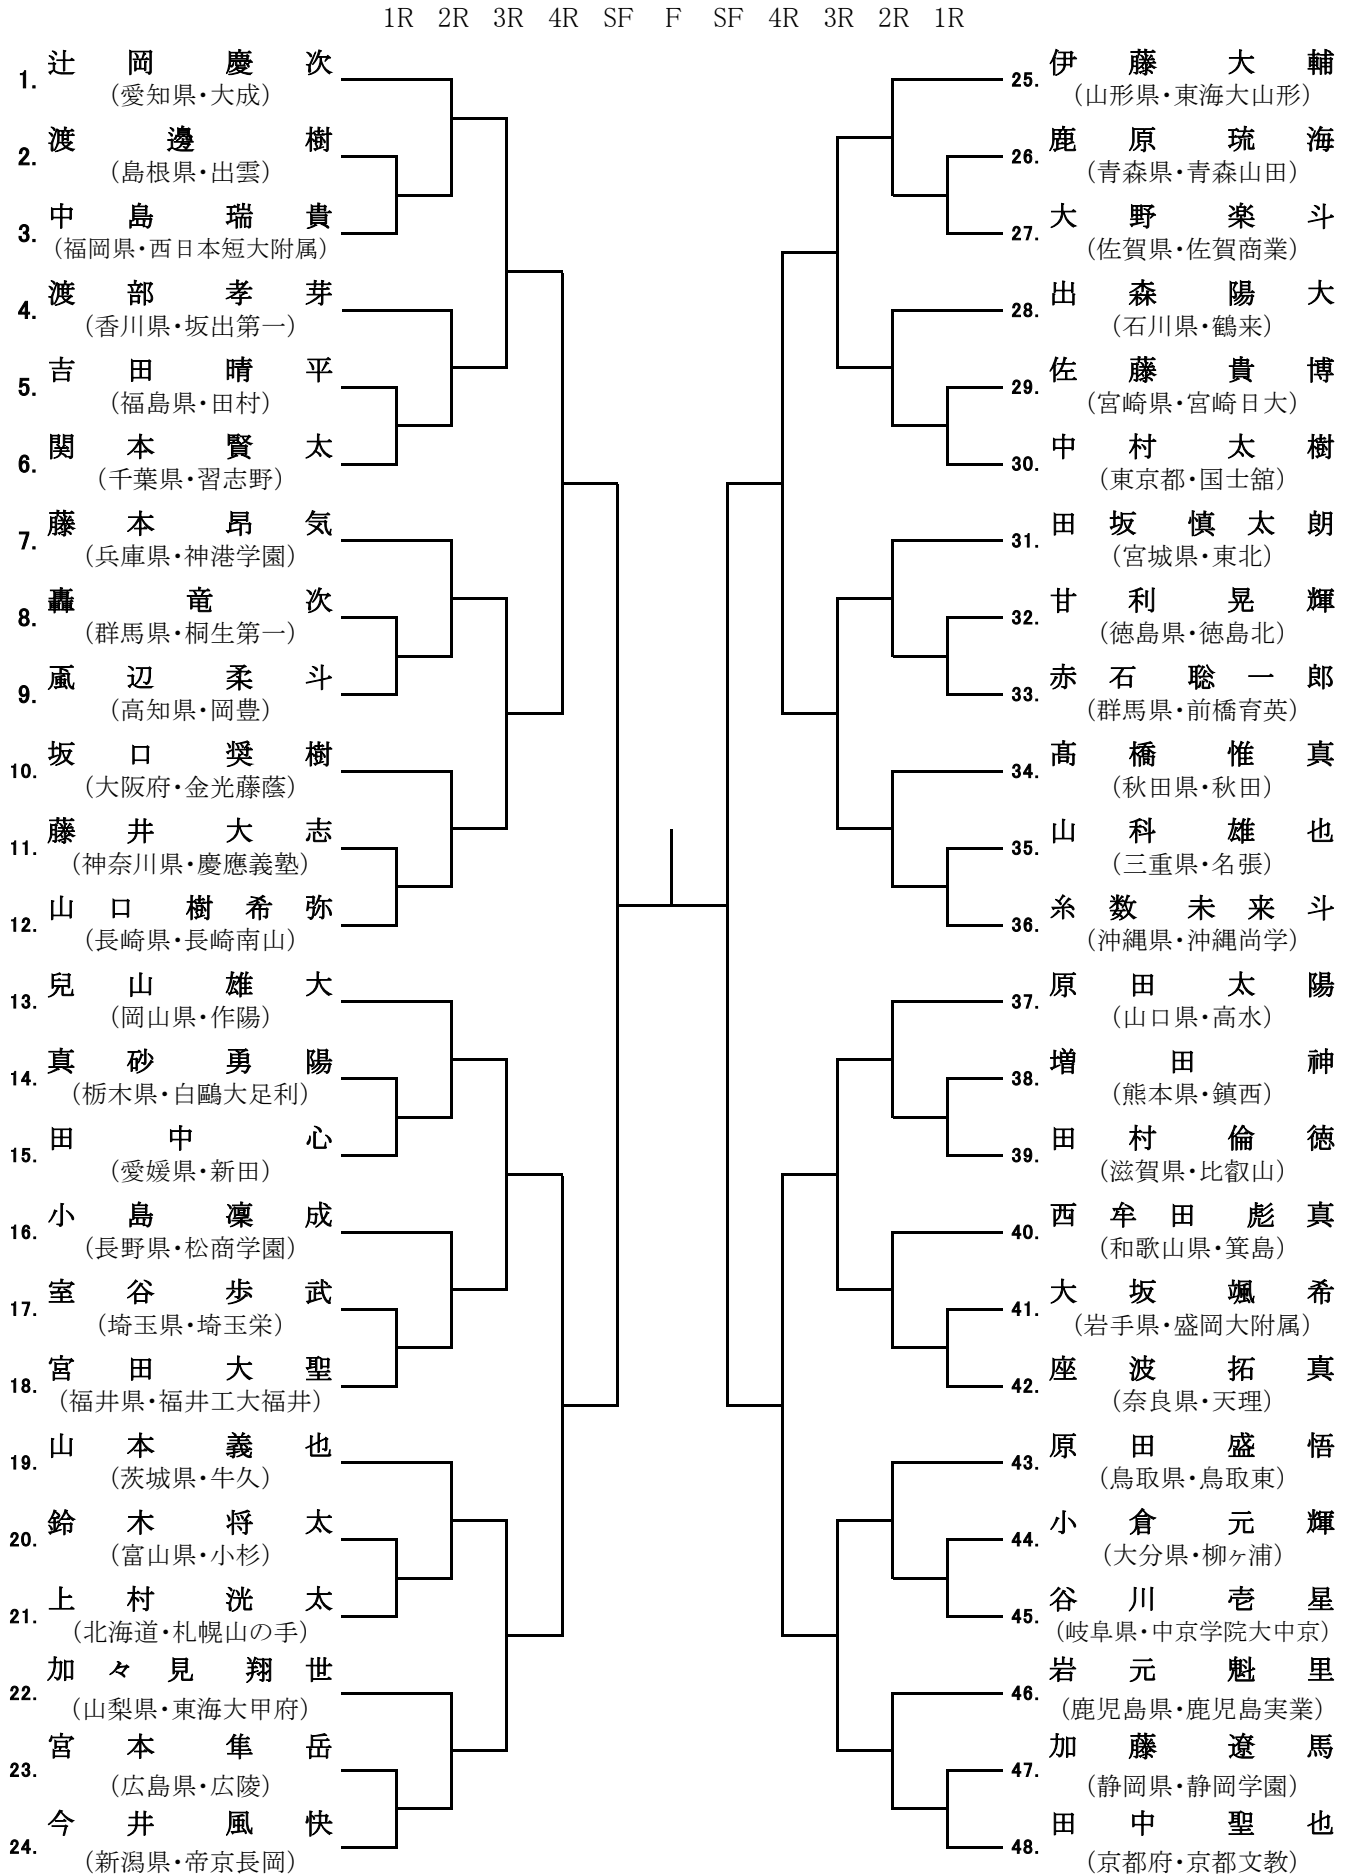 1R 2R 3R 4R SF F SF 4R 3R 2R 1R
1. 辻岡慶次
(愛知県・大成)
2. 渡邊樹
(島根県・出雲)
3. 中島瑞貴
(福岡県・西日本短大附属)
4. 渡部孝芽
(香川県・坂出第一)
5. 吉田晴平
(福島県・田村)
6. 関本賢太
(千葉県・習志野)
7. 藤本昂気
(兵庫県・神港学園)
8. 轟竜次
(群馬県・桐生第一)
9. 颪辺柔斗
(高知県・岡豊)
10. 坂口奨樹
(大阪府・金光藤蔭)
11. 藤井大志
(神奈川県・慶應義塾)
12. 山口樹希弥
(長崎県・長崎南山)
13. 兒山雄大
(岡山県・作陽)
14. 真砂勇陽
(栃木県・白鷗大足利)
15. 田中心
(愛媛県・新田)
16. 小島凜成
(長野県・松商学園)
17. 室谷歩武
(埼玉県・埼玉栄)
18. 宮田大聖
(福井県・福井工大福井)
19. 山本義也
(茨城県・牛久)
20. 鈴木将太
(富山県・小杉)
21. 上村洸太
(北海道・札幌山の手)
22. 加々見翔世
(山梨県・東海大甲府)
23. 宮本隼岳
(広島県・広陵)
24. 今井風快
(新潟県・帝京長岡)
25. 伊藤大輔
(山形県・東海大山形)
26. 鹿原琉海
(青森県・青森山田)
27. 大野楽斗
(佐賀県・佐賀商業)
28. 出森陽大
(石川県・鶴来)
29. 佐藤貴博
(宮崎県・宮崎日大)
30. 中村太樹
(東京都・国士舘)
31. 田坂慎太朗
(宮城県・東北)
32. 甘利晃輝
(徳島県・徳島北)
33. 赤石聡一郎
(群馬県・前橋育英)
34. 髙橋惟真
(秋田県・秋田)
35. 山科雄也
(三重県・名張)
36. 糸数未来斗
(沖縄県・沖縄尚学)
37. 原田太陽
(山口県・高水)
38. 増田神
(熊本県・鎮西)
39. 田村倫徳
(滋賀県・比叡山)
40. 西牟田彪真
(和歌山県・箕島)
41. 大坂颯希
(岩手県・盛岡大附属)
42. 座波拓真
(奈良県・天理)
43. 原田盛悟
(鳥取県・鳥取東)
44. 小倉元輝
(大分県・柳ヶ浦)
45. 谷川壱星
(岐阜県・中京学院大中京)
46. 岩元魁里
(鹿児島県・鹿児島実業)
47. 加藤遼馬
(静岡県・静岡学園)
48. 田中聖也
(京都府・京都文教)